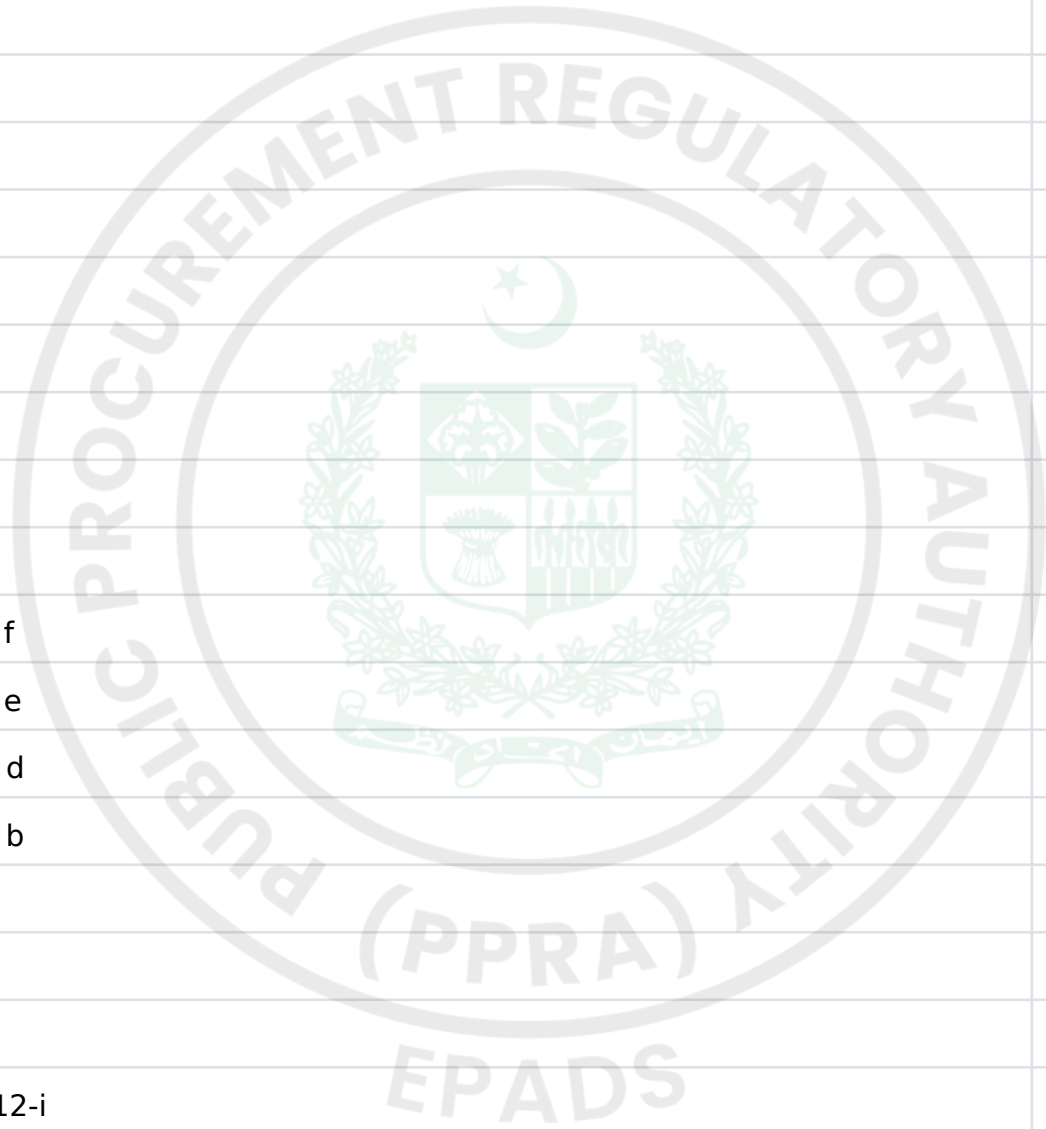 PUBLIC PROCUREMENT REGULATORY AUTHORITY
(PPRA)
EPADS
f
e
d
b
12-i